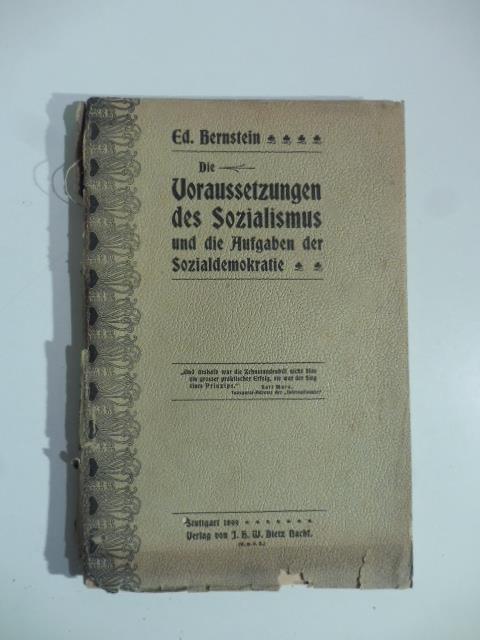 Ed. Bernstein
Die
Voraussetzungen
des Sozialismus
und die Aufgaben der
Sozialdemokratie
„Und deshalb war die Zehnstundenbill nicht blos
ein grosser praktischer Erfolg, sie war der Sieg
eines Prinzips.“ Karl Marx,
Inaugural-Adresse der „Internationale“
Stuttgart 1899
Verlag von J. H. W. Dietz Nachf.
(G. m. b. H.)